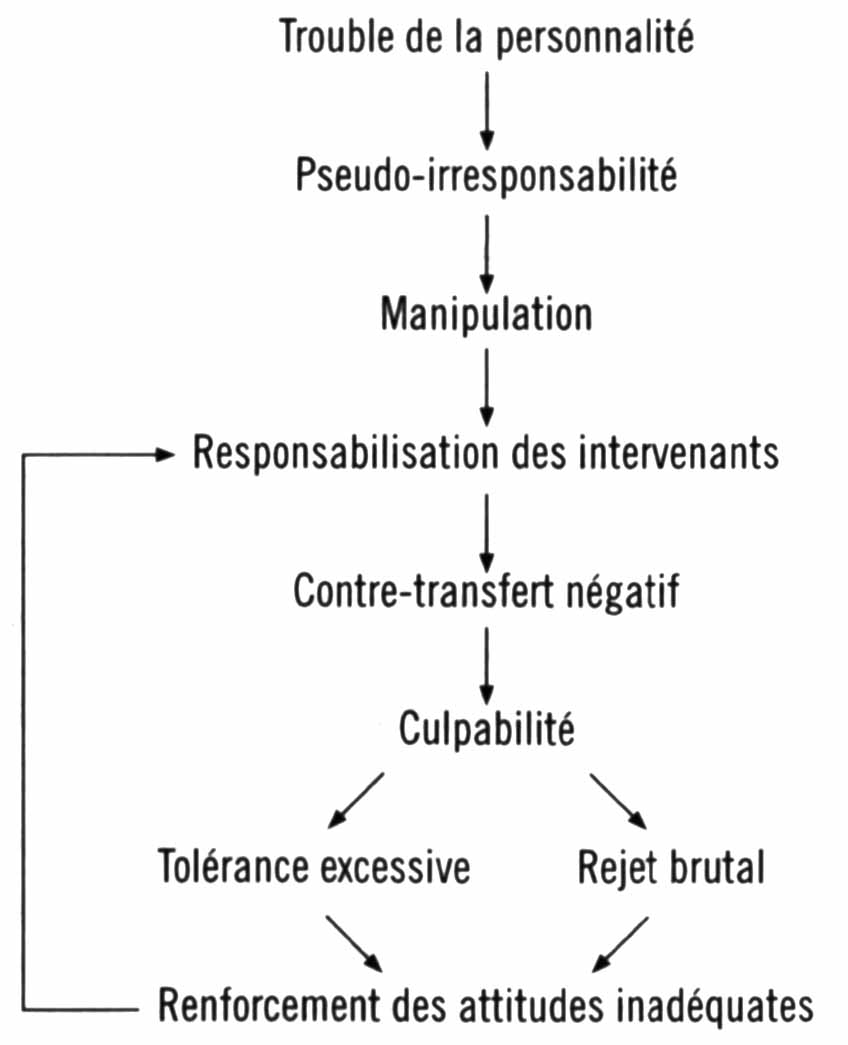 Trouble de la personnalité
Pseudo-irresponsabilité
Manipulation
Responsabilisation des intervenants
Contre-transfert négatif
Culpabilité
Tolérance excessive
Rejet brutal
Renforcement des attitudes inadéquates